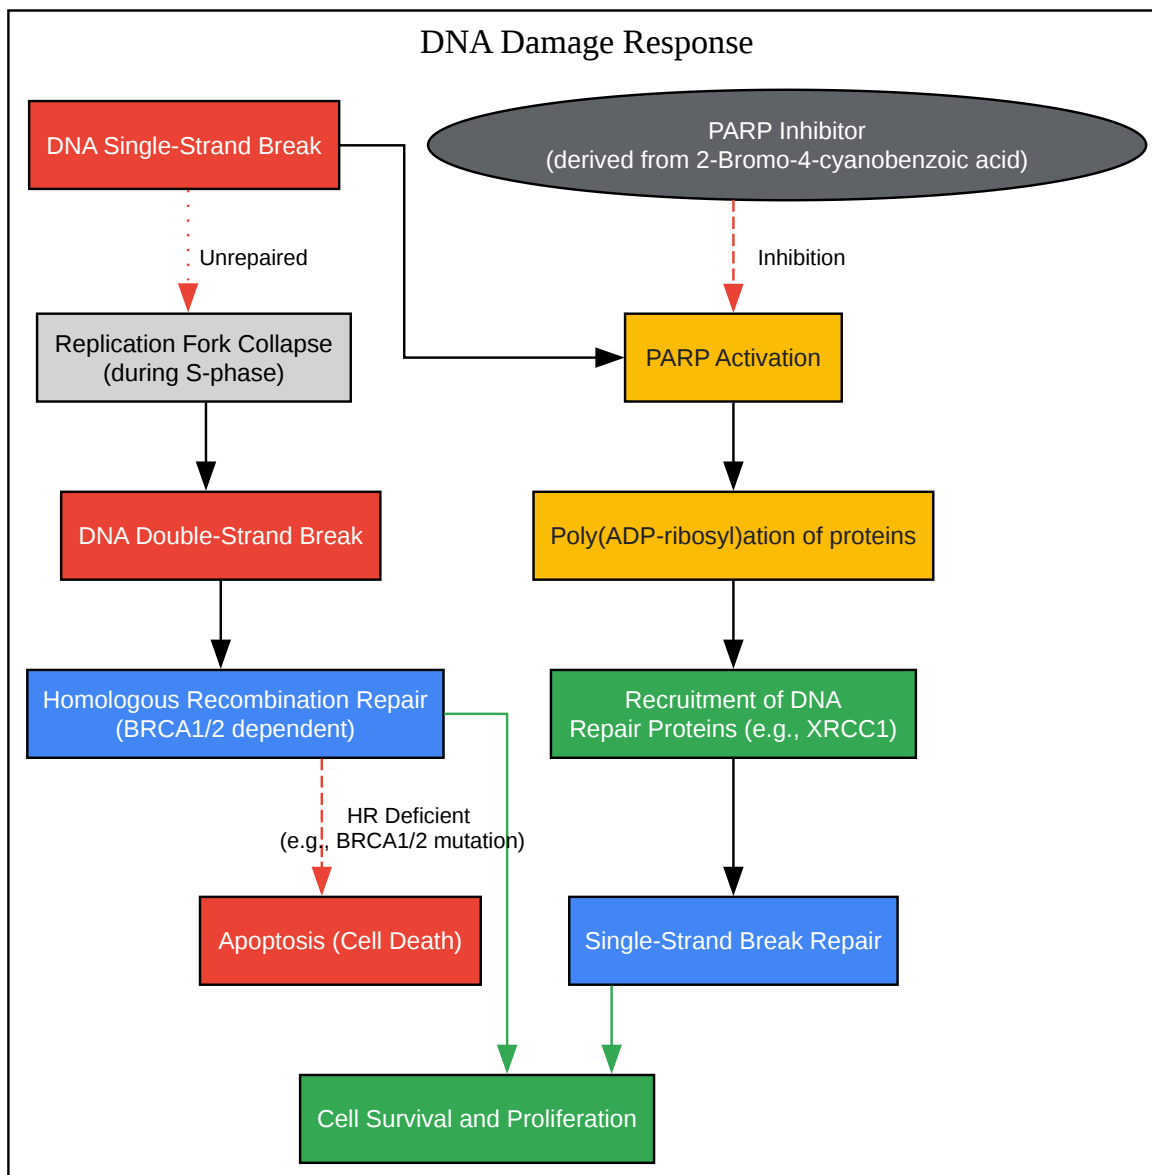 DNA Damage Response
DNA Single-Strand Break
PARP Inhibitor
(derived from 2-Bromo-4-cyanobenzoic acid)
Unrepaired
Inhibition
Replication Fork Collapse
(during S-phase)
PARP Activation
DNA Double-Strand Break
Poly(ADP-ribosyl)ation of proteins
Homologous Recombination Repair
(BRCA1/2 dependent)
Recruitment of DNA
Repair Proteins (e.g., XRCC1)
HR Deficient
(e.g., BRCA1/2 mutation)
Apoptosis (Cell Death)
Single-Strand Break Repair
Cell Survival and Proliferation